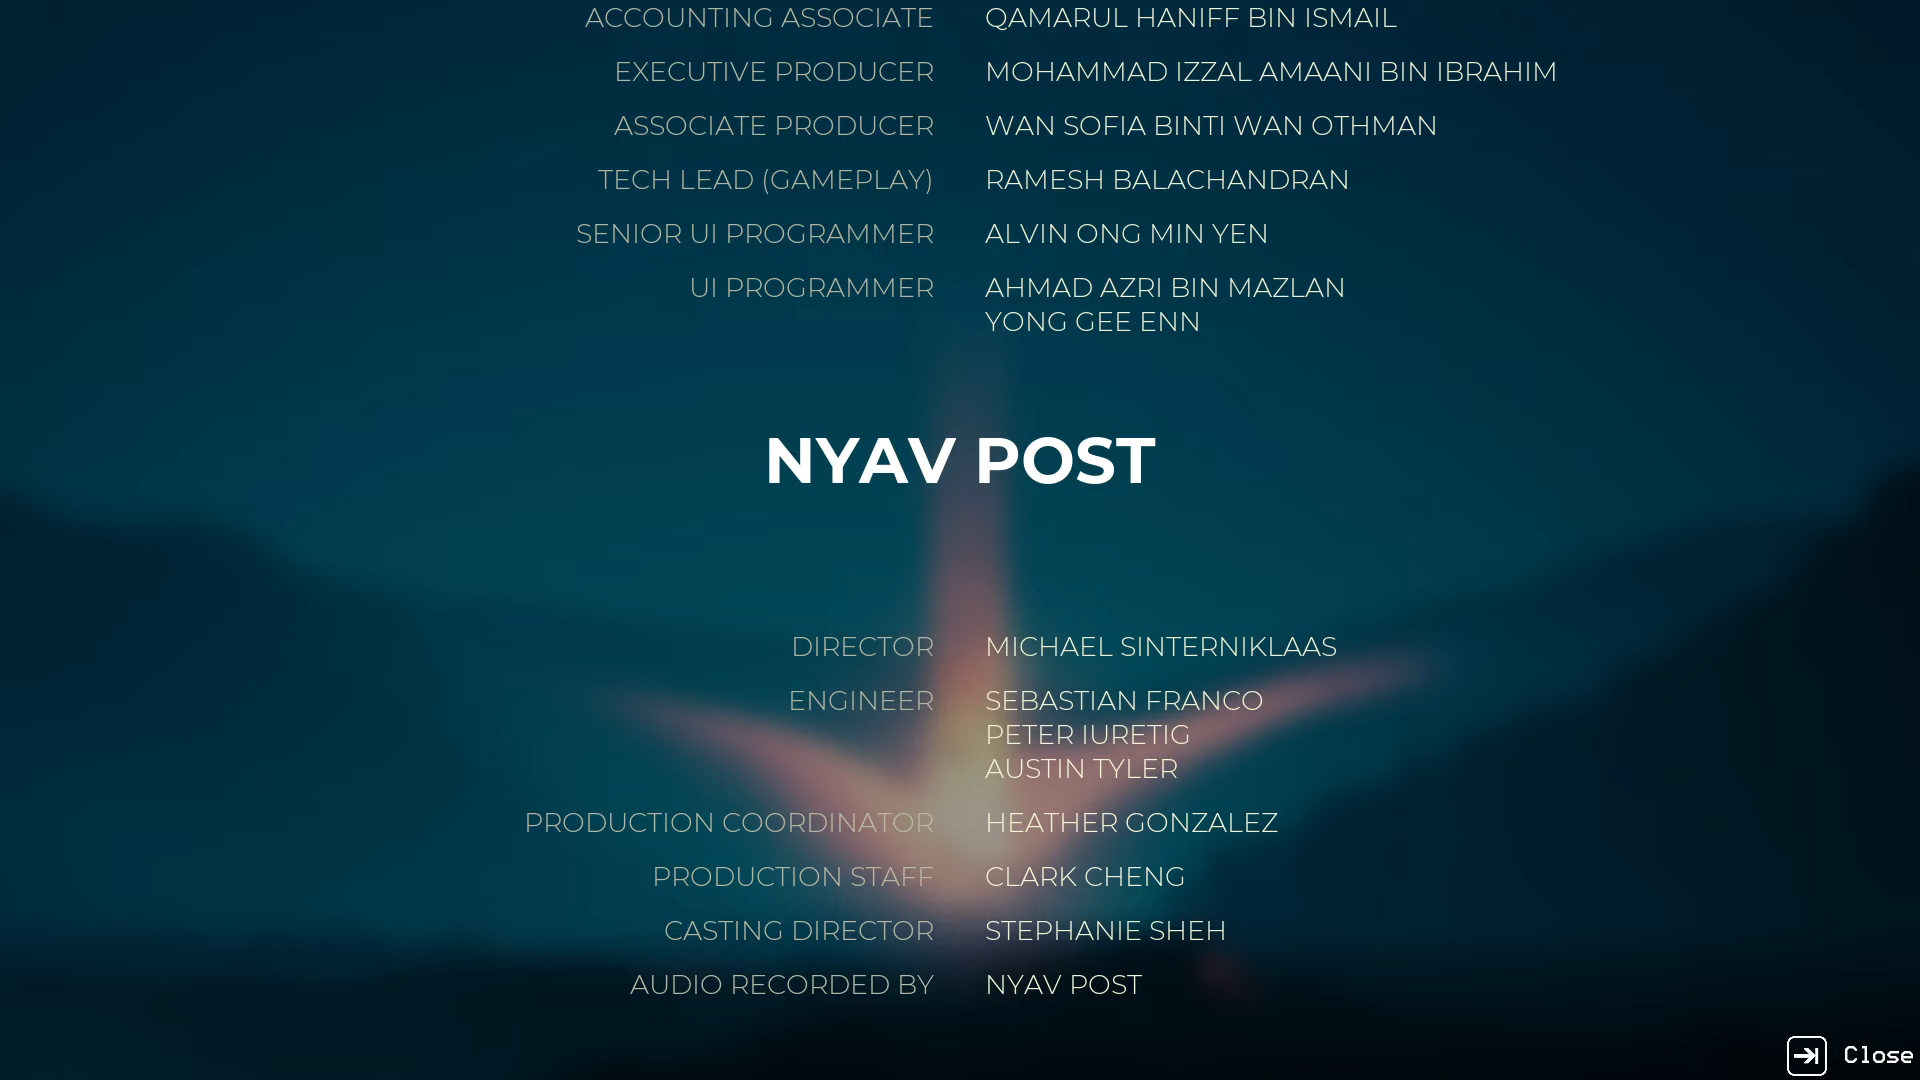 ACCOUNTING ASSOCIATE QAMARUL HANIFF BIN ISMAIL
EXECUTIVE PRODUCER MOHAMMAD IZZAL AMAANI BIN IBRAHIM
ASSOCIATE PRODUCER WAN SOFIA BINTI WAN OTHMAN
TECH LEAD (GAMEPLAY) RAMESH BALACHANDRAN
SENIOR UI PROGRAMMER ALVIN ONG MIN YEN
UI PROGRAMMER AHMAD AZRI BIN MAZLAN
YONG GEE ENN
NYAV POST
DIRECTOR MICHAEL SINTERNIKLAAS
ENGINEER SEBASTIAN FRANCO
PETER IURETIG
AUSTIN TYLER
PRODUCTION COORDINATOR HEATHER GONZALEZ
PRODUCTION STAFF CLARK CHENG
CASTING DIRECTOR STEPHANIE SHEH
AUDIO RECORDED BY NYAV POST
Close